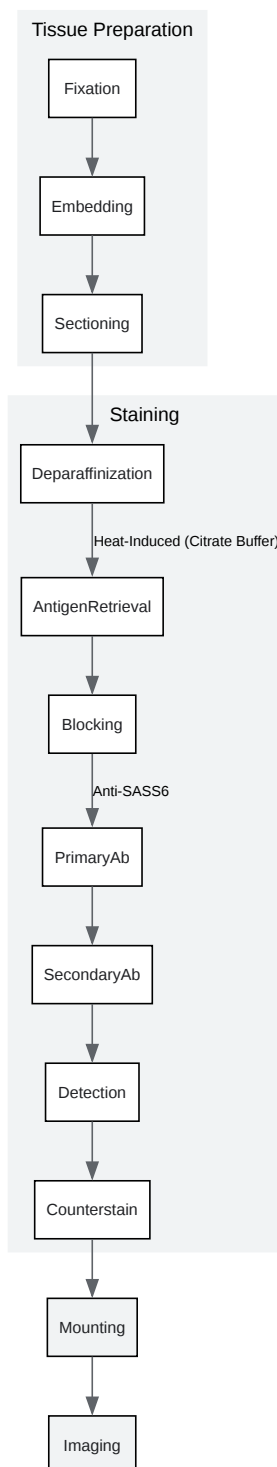 Tissue Preparation
Fixation
Embedding
Sectioning
Staining
Deparaffinization
Heat-Induced (Citrate Buffer)
AntigenRetrieval
Blocking
Anti-SASS6
PrimaryAb
SecondaryAb
Detection
Counterstain
Mounting
Imaging